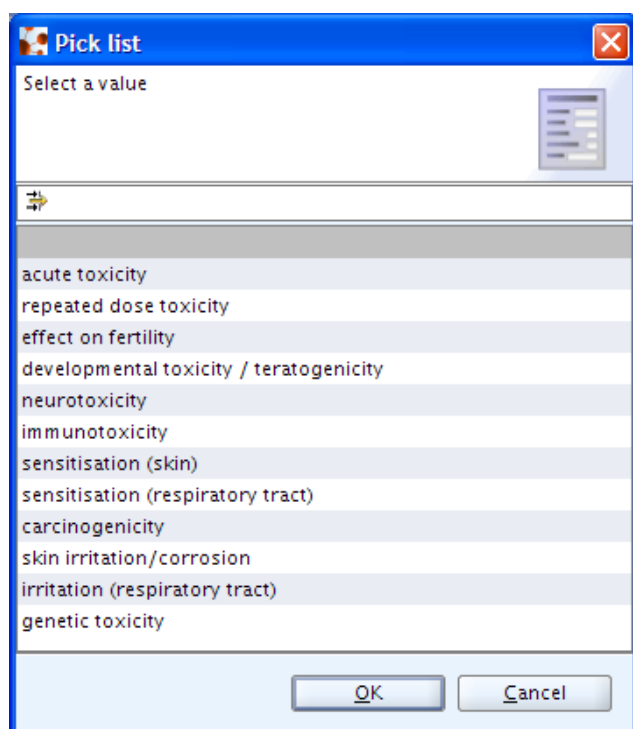 Pick list
Select a value
acute toxicity
repeated dose toxicity
effect on fertility
developmental toxicity / teratogenicity
neurotoxicity
immunotoxicity
sensitisation (skin)
sensitisation (respiratory tract)
carcinogenicity
skin irritation/corrosion
irritation (respiratory tract)
genetic toxicity
OK Cancel